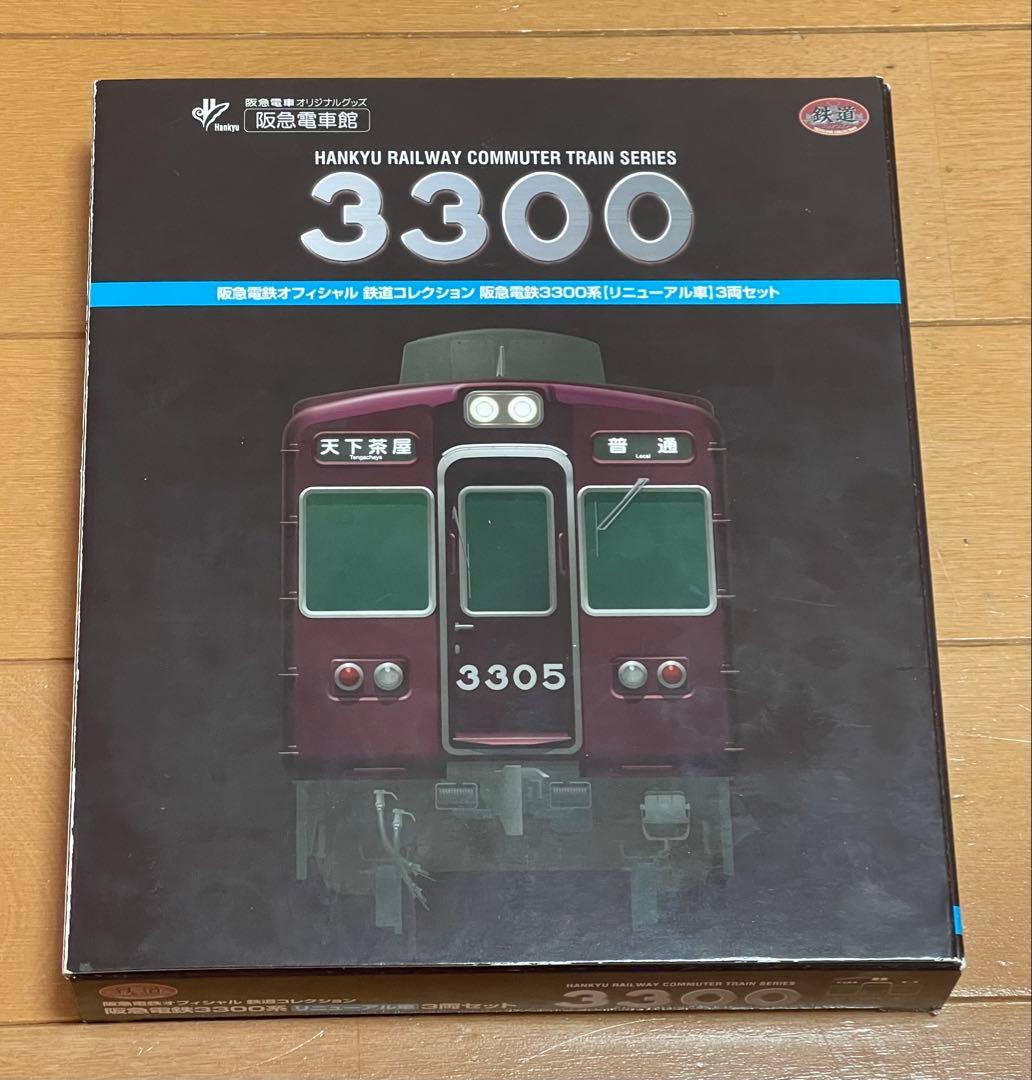 Hankyu
阪急電車オリジナルグッズ
阪急電車館
鉄道
HANKYU RAILWAY COMMUTER TRAIN SERIES
3300
阪急電鉄オフィシャル 鉄道コレクション 阪急電鉄3300系【リニューアル車】3両セット
天下茶屋
Tengachaya
普通
Local
3305
鉄道
阪急電鉄オフィシャル 鉄道コレクション
阪急電鉄3300系 リニューアル車 3両セット
HANKYU RAILWAY COMMUTER TRAIN SERIES
3300